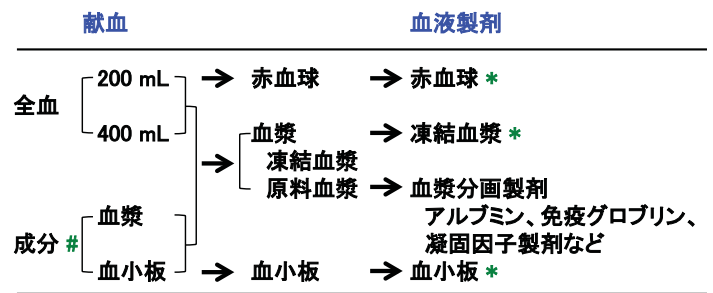 献血 血液製剤
200 mL 赤血球 赤血球 *
全血
400 mL 血漿 凍結血漿 *
凍結血漿
原料血漿 血漿分画製剤
血漿 アルブミン、免疫グロブリン、
成分 # 凝固因子製剤など
血小板 血小板 血小板 *